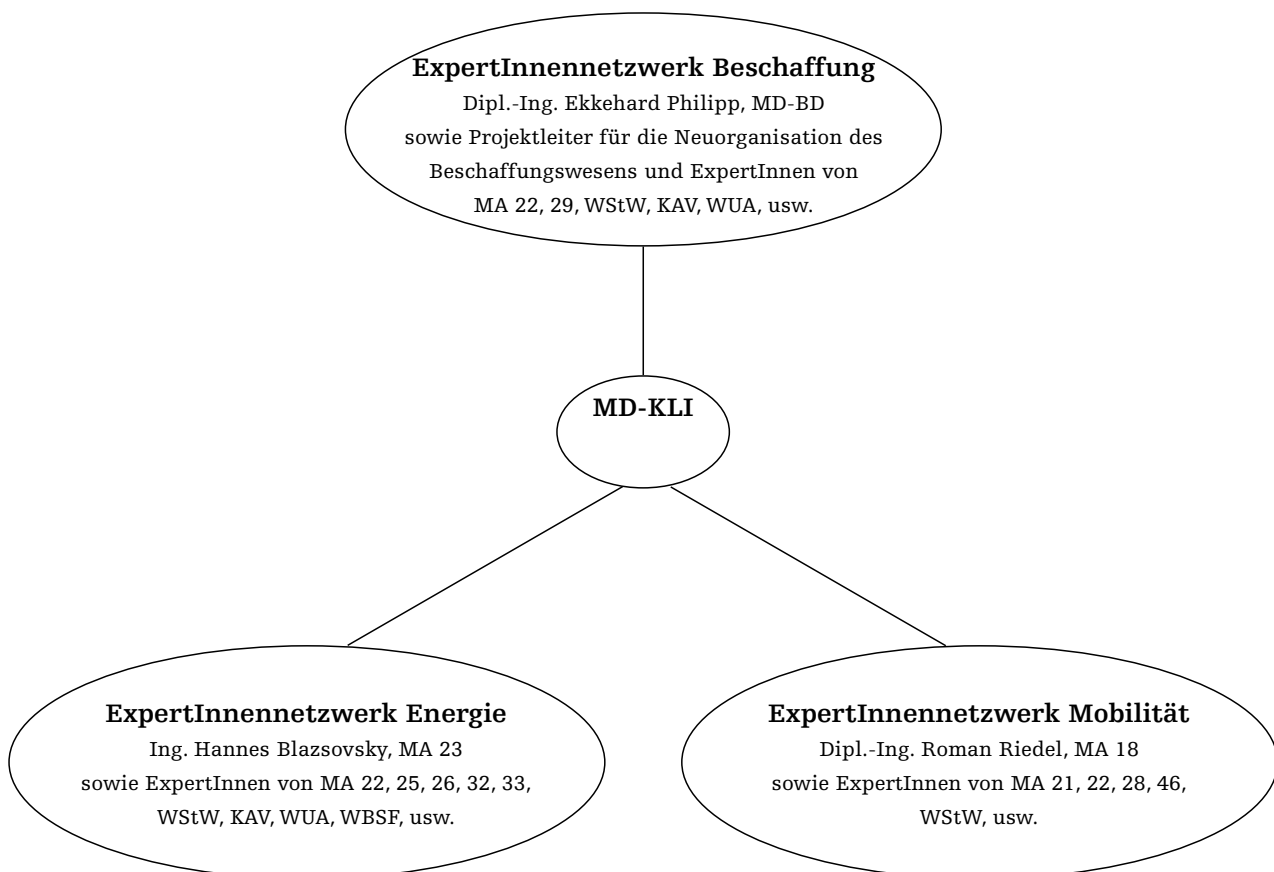 ExpertInnennetzwerk Beschaffung
Dipl.-Ing. Ekkehard Philipp, MD-BD
sowie Projektleiter für die Neuorganisation des
Beschaffungswesens und ExpertInnen von
MA 22, 29, WStW, KAV, WUA, usw.
MD-KLI
ExpertInnennetzwerk Energie
Ing. Hannes Blazsovsky, MA 23
sowie ExpertInnen von MA 22, 25, 26, 32, 33,
WStW, KAV, WUA, WBSF, usw.
ExpertInnennetzwerk Mobilität
Dipl.-Ing. Roman Riedel, MA 18
sowie ExpertInnen von MA 21, 22, 28, 46,
WStW, usw.